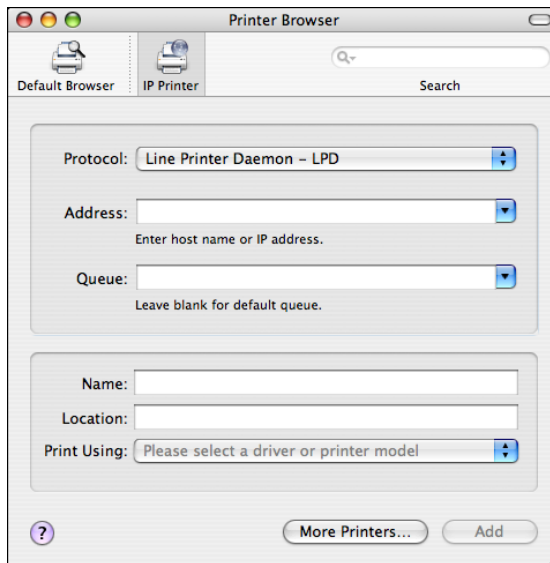 Printer Browser
Default Browser
IP Printer
Search
Protocol: Line Printer Daemon – LPD
Address:
Enter host name or IP address.
Queue:
Leave blank for default queue.
Name:
Location:
Print Using: Please select a driver or printer model
? More Printers... Add